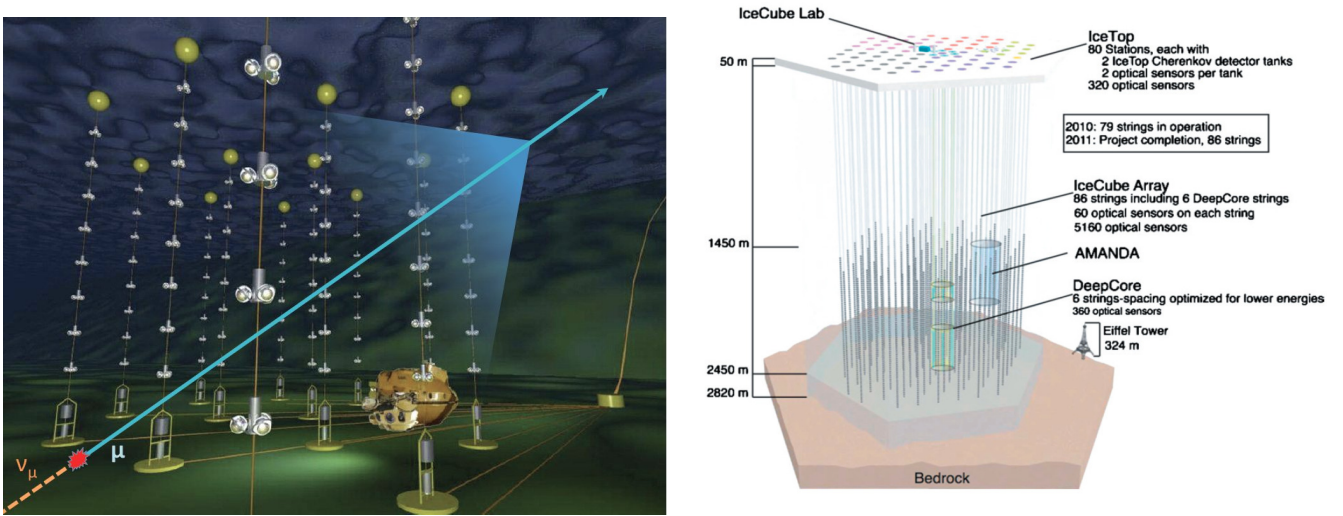 ν_μ
μ
IceCube Lab
IceTop
80 Stations, each with
2 IceTop Cherenkov detector tanks
2 optical sensors per tank
320 optical sensors
50 m
2010: 79 strings in operation
2011: Project completion, 86 strings
IceCube Array
86 strings including 6 DeepCore strings
60 optical sensors on each string
5160 optical sensors
1450 m
AMANDA
DeepCore
6 strings-spacing optimized for lower energies
360 optical sensors
Eiffel Tower
324 m
2450 m
2820 m
Bedrock